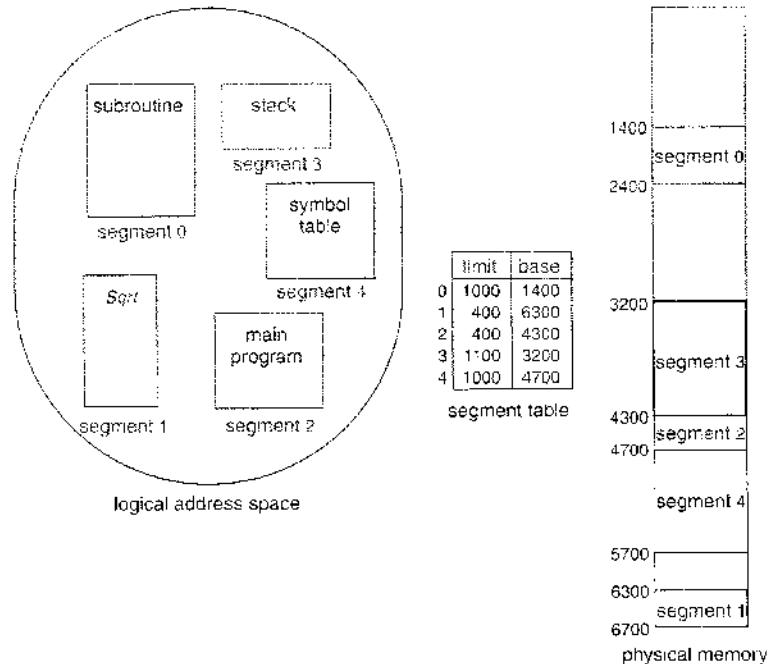 subroutine
segment 0
stack
segment 3
symbol
table
segment 4
Sqrt
segment 1
main
program
segment 2
logical address space
limit base
0 1000 1400
1 400 6300
2 400 4300
3 1100 3200
4 1000 4700
segment table
1400
segment 0
2400
3200
segment 3
4300
segment 2
4700
segment 4
5700
6300
segment 1
6700
physical memory